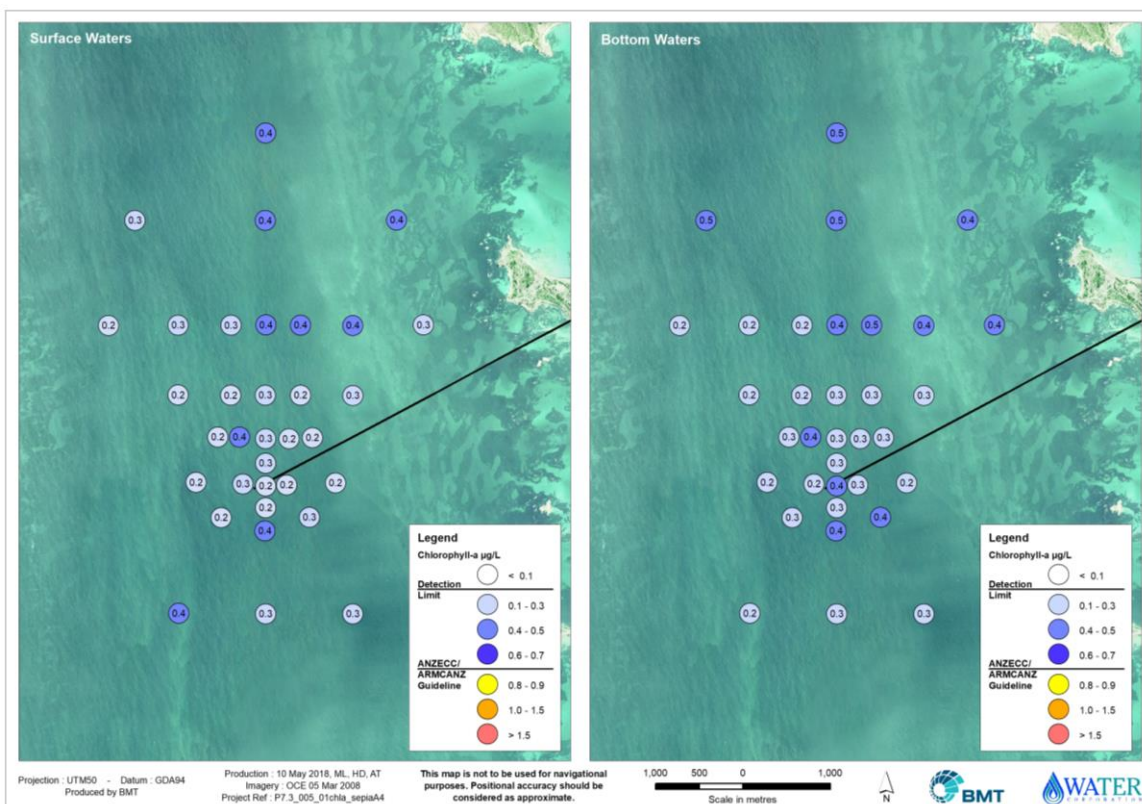 Surface Waters
0.4
0.3 0.4 0.4
0.2 0.3 0.3 0.4 0.4 0.4 0.3
0.2 0.2 0.3 0.2 0.3
0.2 0.4 0.3 0.2 0.2
0.3
0.2 0.3 0.2 0.2 0.2
0.2
0.2 0.3
0.4
0.4 0.3 0.3
Legend
Chlorophyll-a µg/L
< 0.1
Detection
Limit
0.1 - 0.3
0.4 - 0.5
0.6 - 0.7
ANZECC/
ARMCANZ
Guideline
0.8 - 0.9
1.0 - 1.5
> 1.5
Bottom Waters
0.5
0.5 0.5 0.4
0.2 0.2 0.2 0.4 0.5 0.4 0.4
0.2 0.3 0.3 0.3 0.3
0.3 0.4 0.3 0.3 0.3
0.3
0.2 0.2 0.4 0.3 0.2
0.3
0.3 0.4
0.4
0.2 0.3 0.3
Legend
Chlorophyll-a µg/L
< 0.1
Detection
Limit
0.1 - 0.3
0.4 - 0.5
0.6 - 0.7
ANZECC/
ARMCANZ
Guideline
0.8 - 0.9
1.0 - 1.5
> 1.5
Projection : UTM50 - Datum : GDA94
Produced by BMT
Production : 10 May 2018, ML, HD, AT
Imagery : OCE 05 Mar 2008
Project Ref : P7.3_005_01chla_sepiaA4
This map is not to be used for navigational
purposes. Positional accuracy should be
considered as approximate.
1,000 500 0 1,000
Scale in metres
N
BMT
WATER
CORPORATION